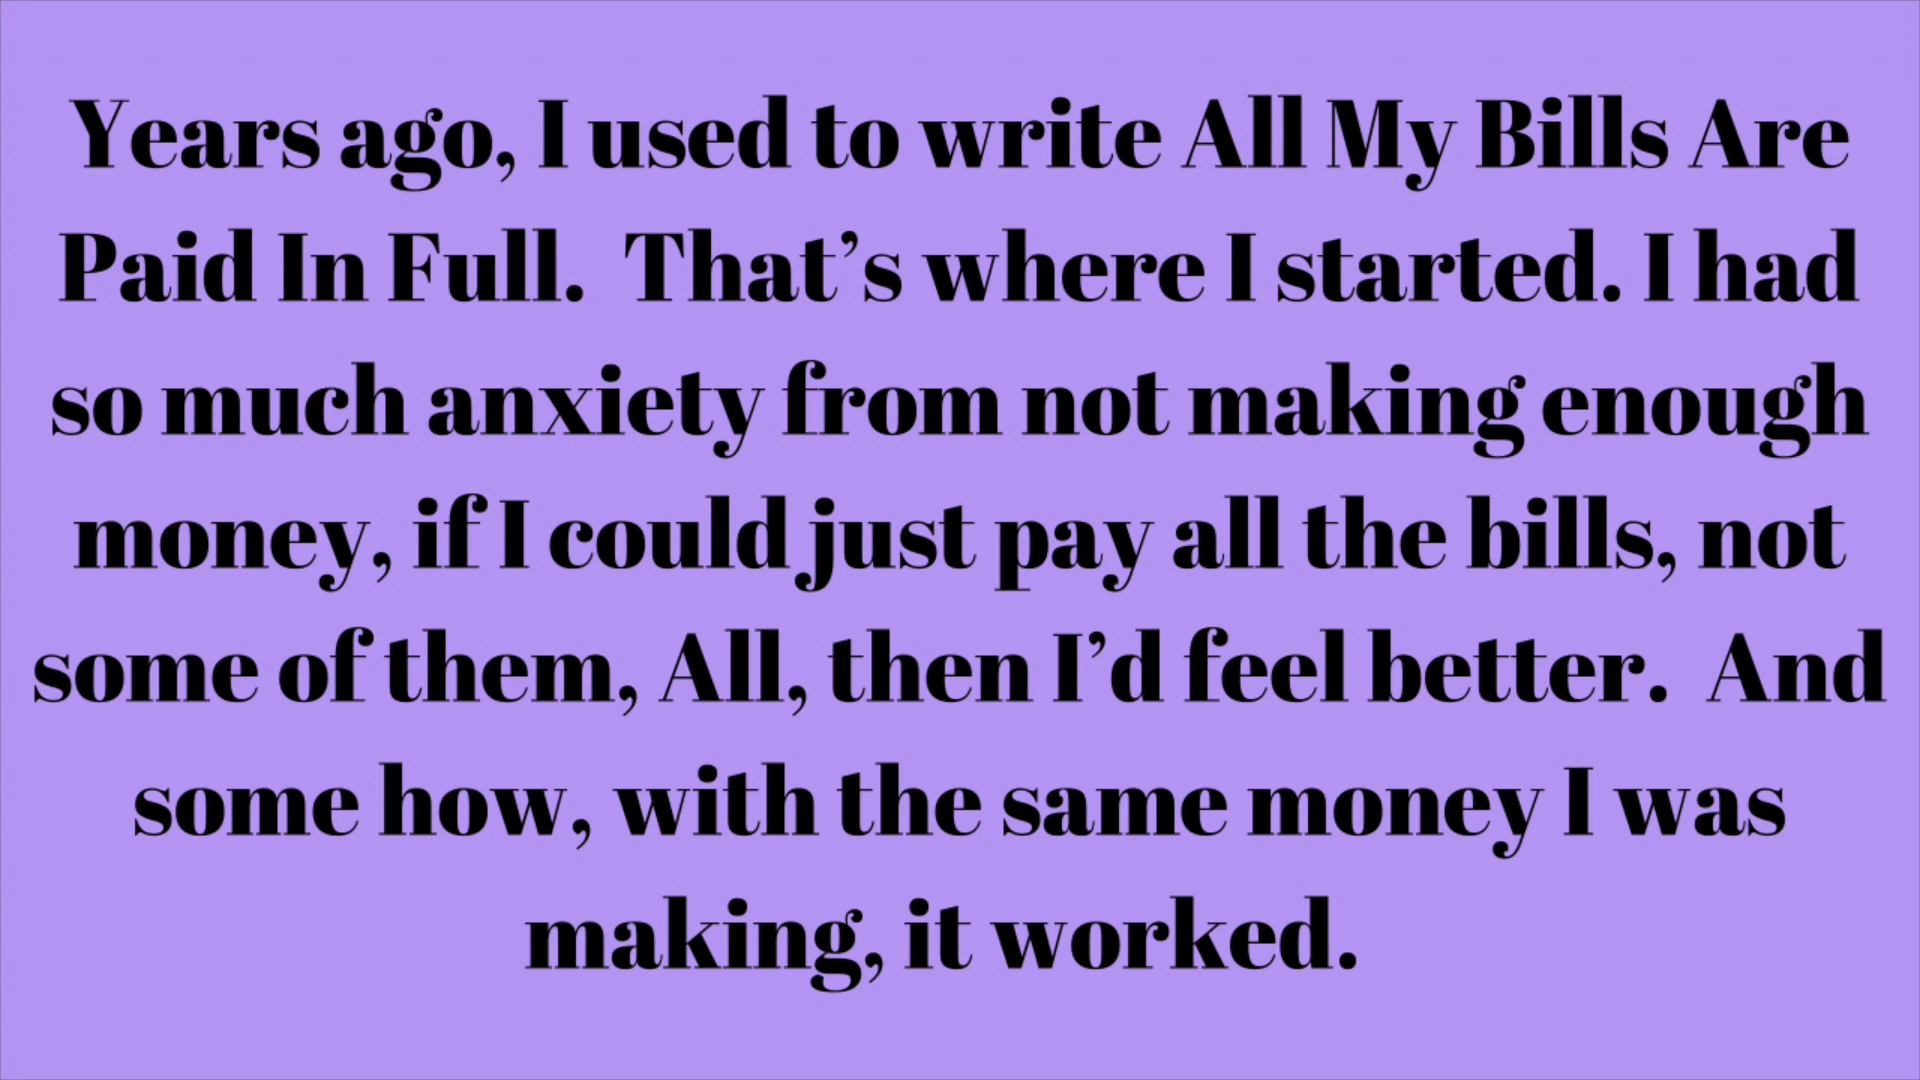 Years ago, I used to write All My Bills Are
Paid In Full.  That’s where I started. I had
so much anxiety from not making enough
money, if I could just pay all the bills, not
some of them, All, then I’d feel better.  And
some how, with the same money I was
making, it worked.